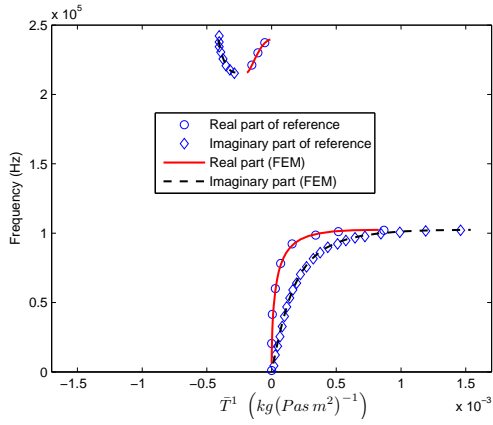 x 10⁵
2.5
2
1.5
1
0.5
0
Frequency (Hz)
Real part of reference
Imaginary part of reference
Real part (FEM)
Imaginary part (FEM)
−1.5 −1 −0.5 0 0.5 1 1.5
x 10⁻³
T̄¹ (kg(Pas m²)⁻¹)